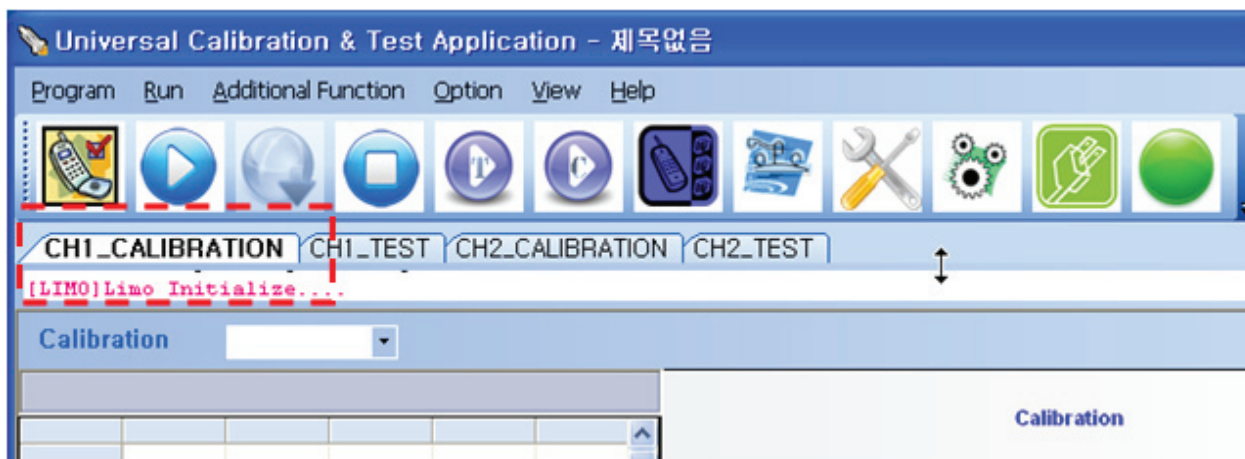 Universal Calibration & Test Application - 제목없음
Program Run Additional Function Option View Help
T C
CH1_CALIBRATION CH1_TEST CH2_CALIBRATION CH2_TEST
[LIMO]Limo Initialize....
Calibration
Calibration